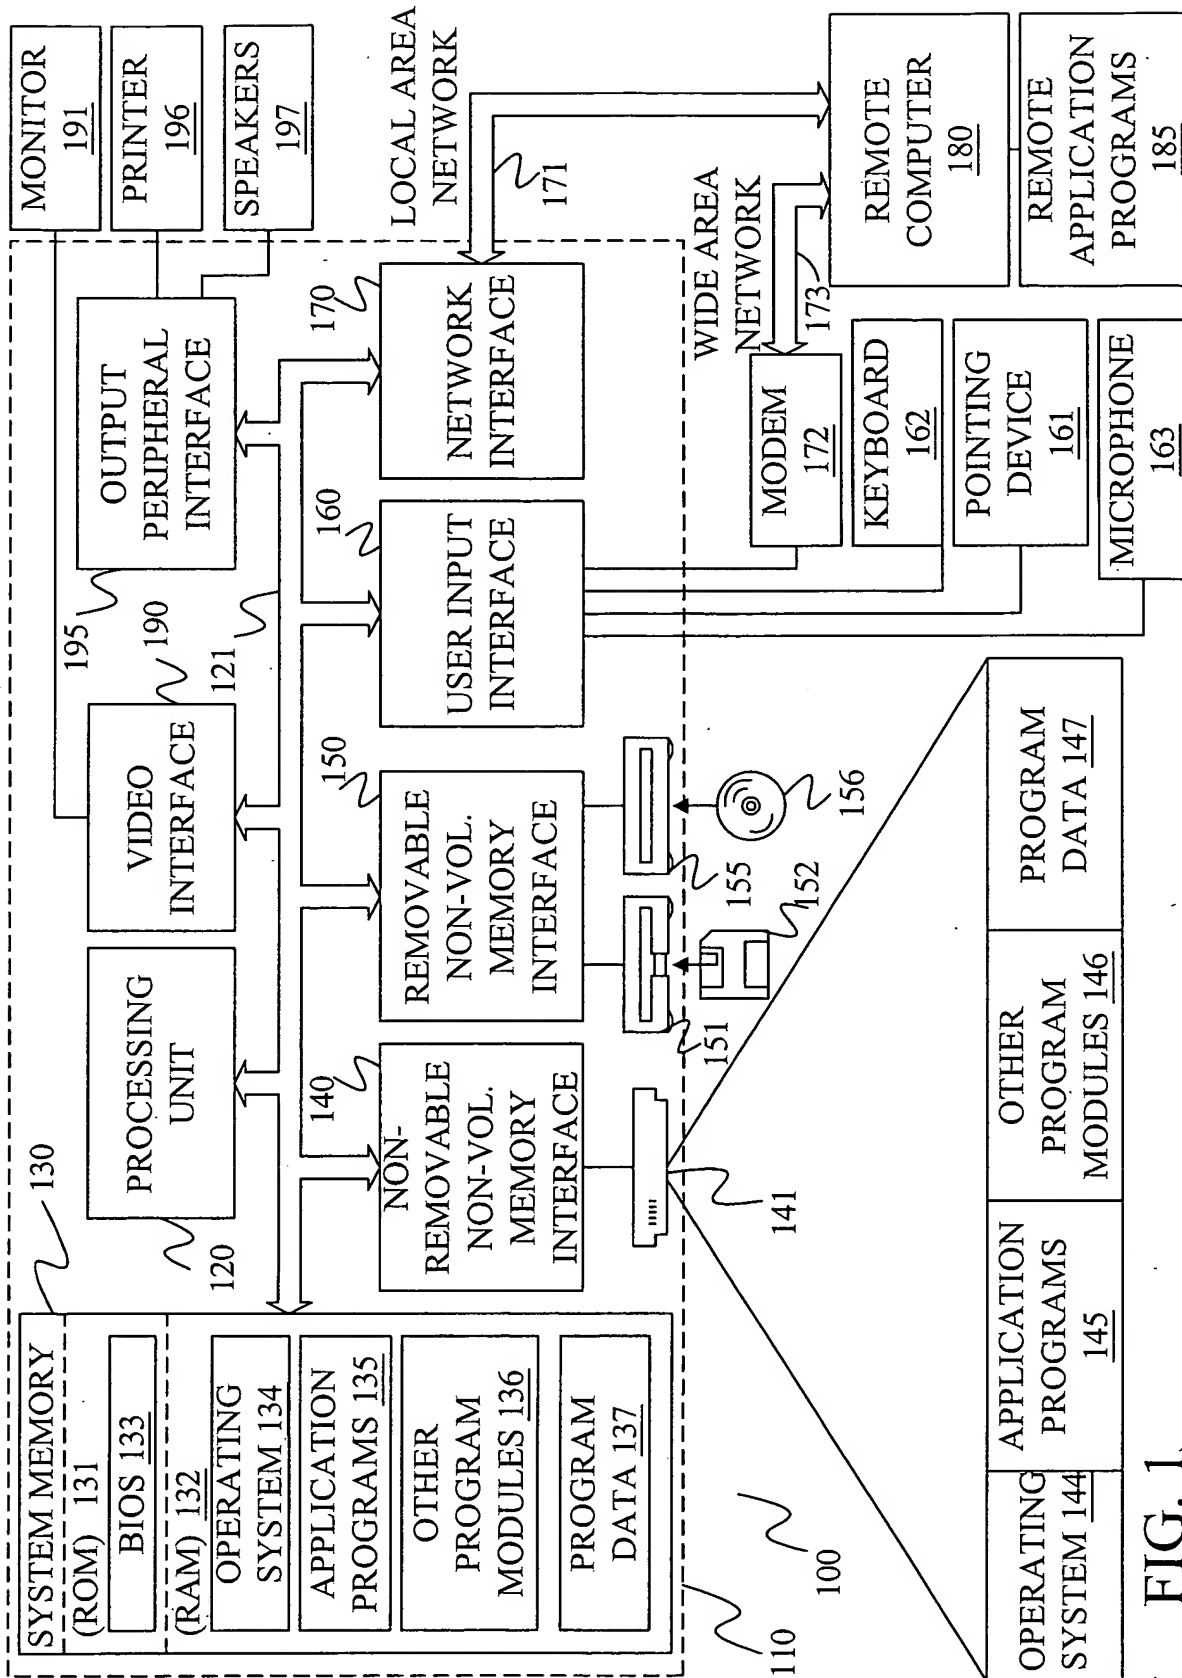 SYSTEM MEMORY
(ROM) 131
BIOS 133
(RAM) 132
OPERATING
SYSTEM 134
APPLICATION
PROGRAMS 135
OTHER
PROGRAM
MODULES 136
PROGRAM
DATA 137
130
PROCESSING
UNIT
120
VIDEO
INTERFACE
190
OUTPUT
PERIPHERAL
INTERFACE
195
121
MONITOR
191
PRINTER
196
SPEAKERS
197
NON-
REMOVABLE
NON-VOL.
MEMORY
INTERFACE
140
REMOVABLE
NON-VOL.
MEMORY
INTERFACE
150
USER INPUT
INTERFACE
160
NETWORK
INTERFACE
170
LOCAL AREA
NETWORK
171
WIDE AREA
NETWORK
173
141
151
152
155
156
MODEM
172
KEYBOARD
162
POINTING
DEVICE
161
MICROPHONE
163
REMOTE
COMPUTER
180
REMOTE
APPLICATION
PROGRAMS
185
110
100
OPERATING
SYSTEM 144
APPLICATION
PROGRAMS
145
OTHER
PROGRAM
MODULES 146
PROGRAM
DATA 147
FIG. 1